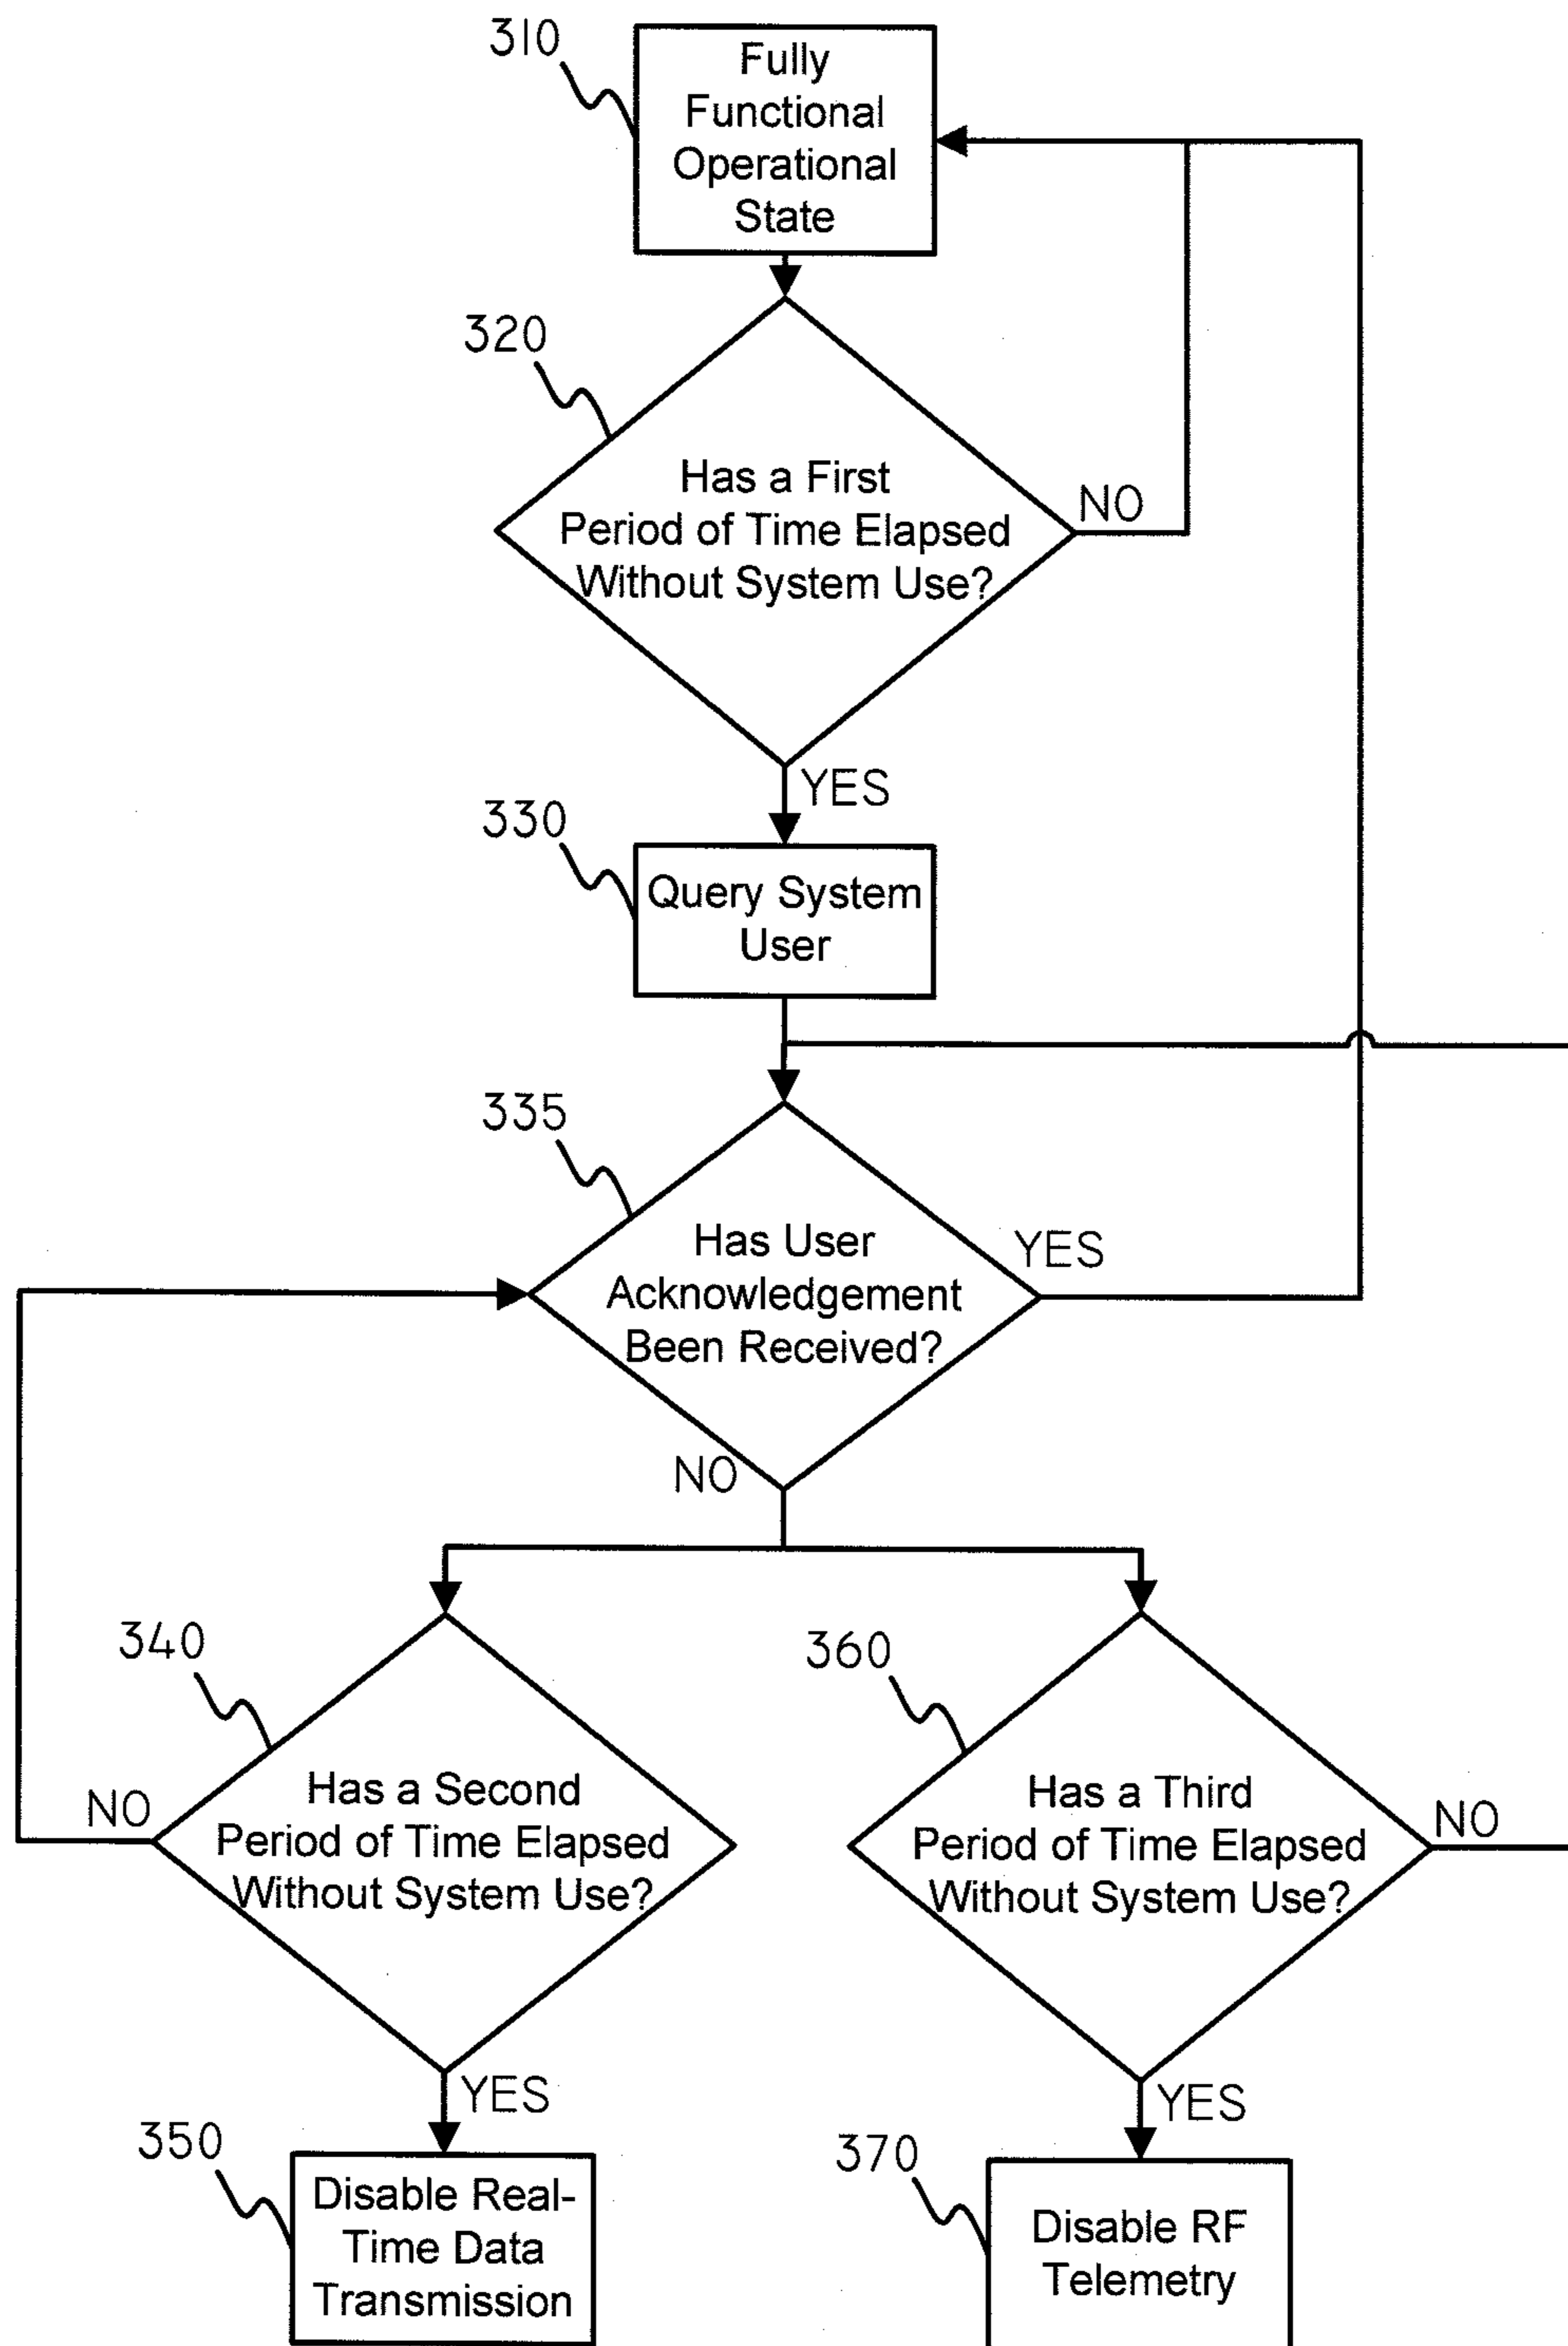 310
Fully
Functional
Operational
State
320
Has a First
Period of Time Elapsed
Without System Use?
NO
YES
330
Query System
User
335
Has User
Acknowledgement
Been Received?
YES
NO
340
Has a Second
Period of Time Elapsed
Without System Use?
NO
YES
350
Disable Real-
Time Data
Transmission
360
Has a Third
Period of Time Elapsed
Without System Use?
NO
YES
370
Disable RF
Telemetry